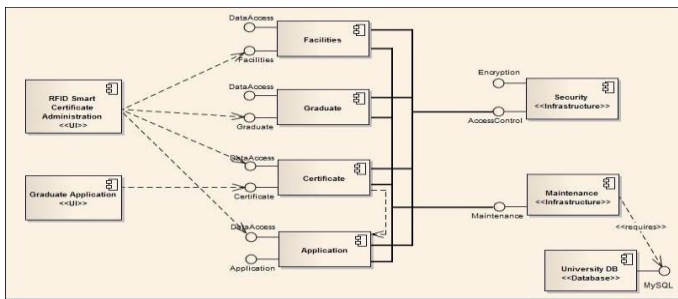 DataAccess
Facilities
Facilities
DataAccess
Graduate
Graduate
DataAccess
Certificate
Certificate
DataAccess
Application
Application
RFID Smart
Certificate
Administration
<<UI>>
Graduate Application
<<UI>>
Encryption
Security
<<Infrastructure>>
AccessControl
Maintenance
<<Infrastructure>>
Maintenance
<<requires>>
University DB
<<Database>>
MySQL